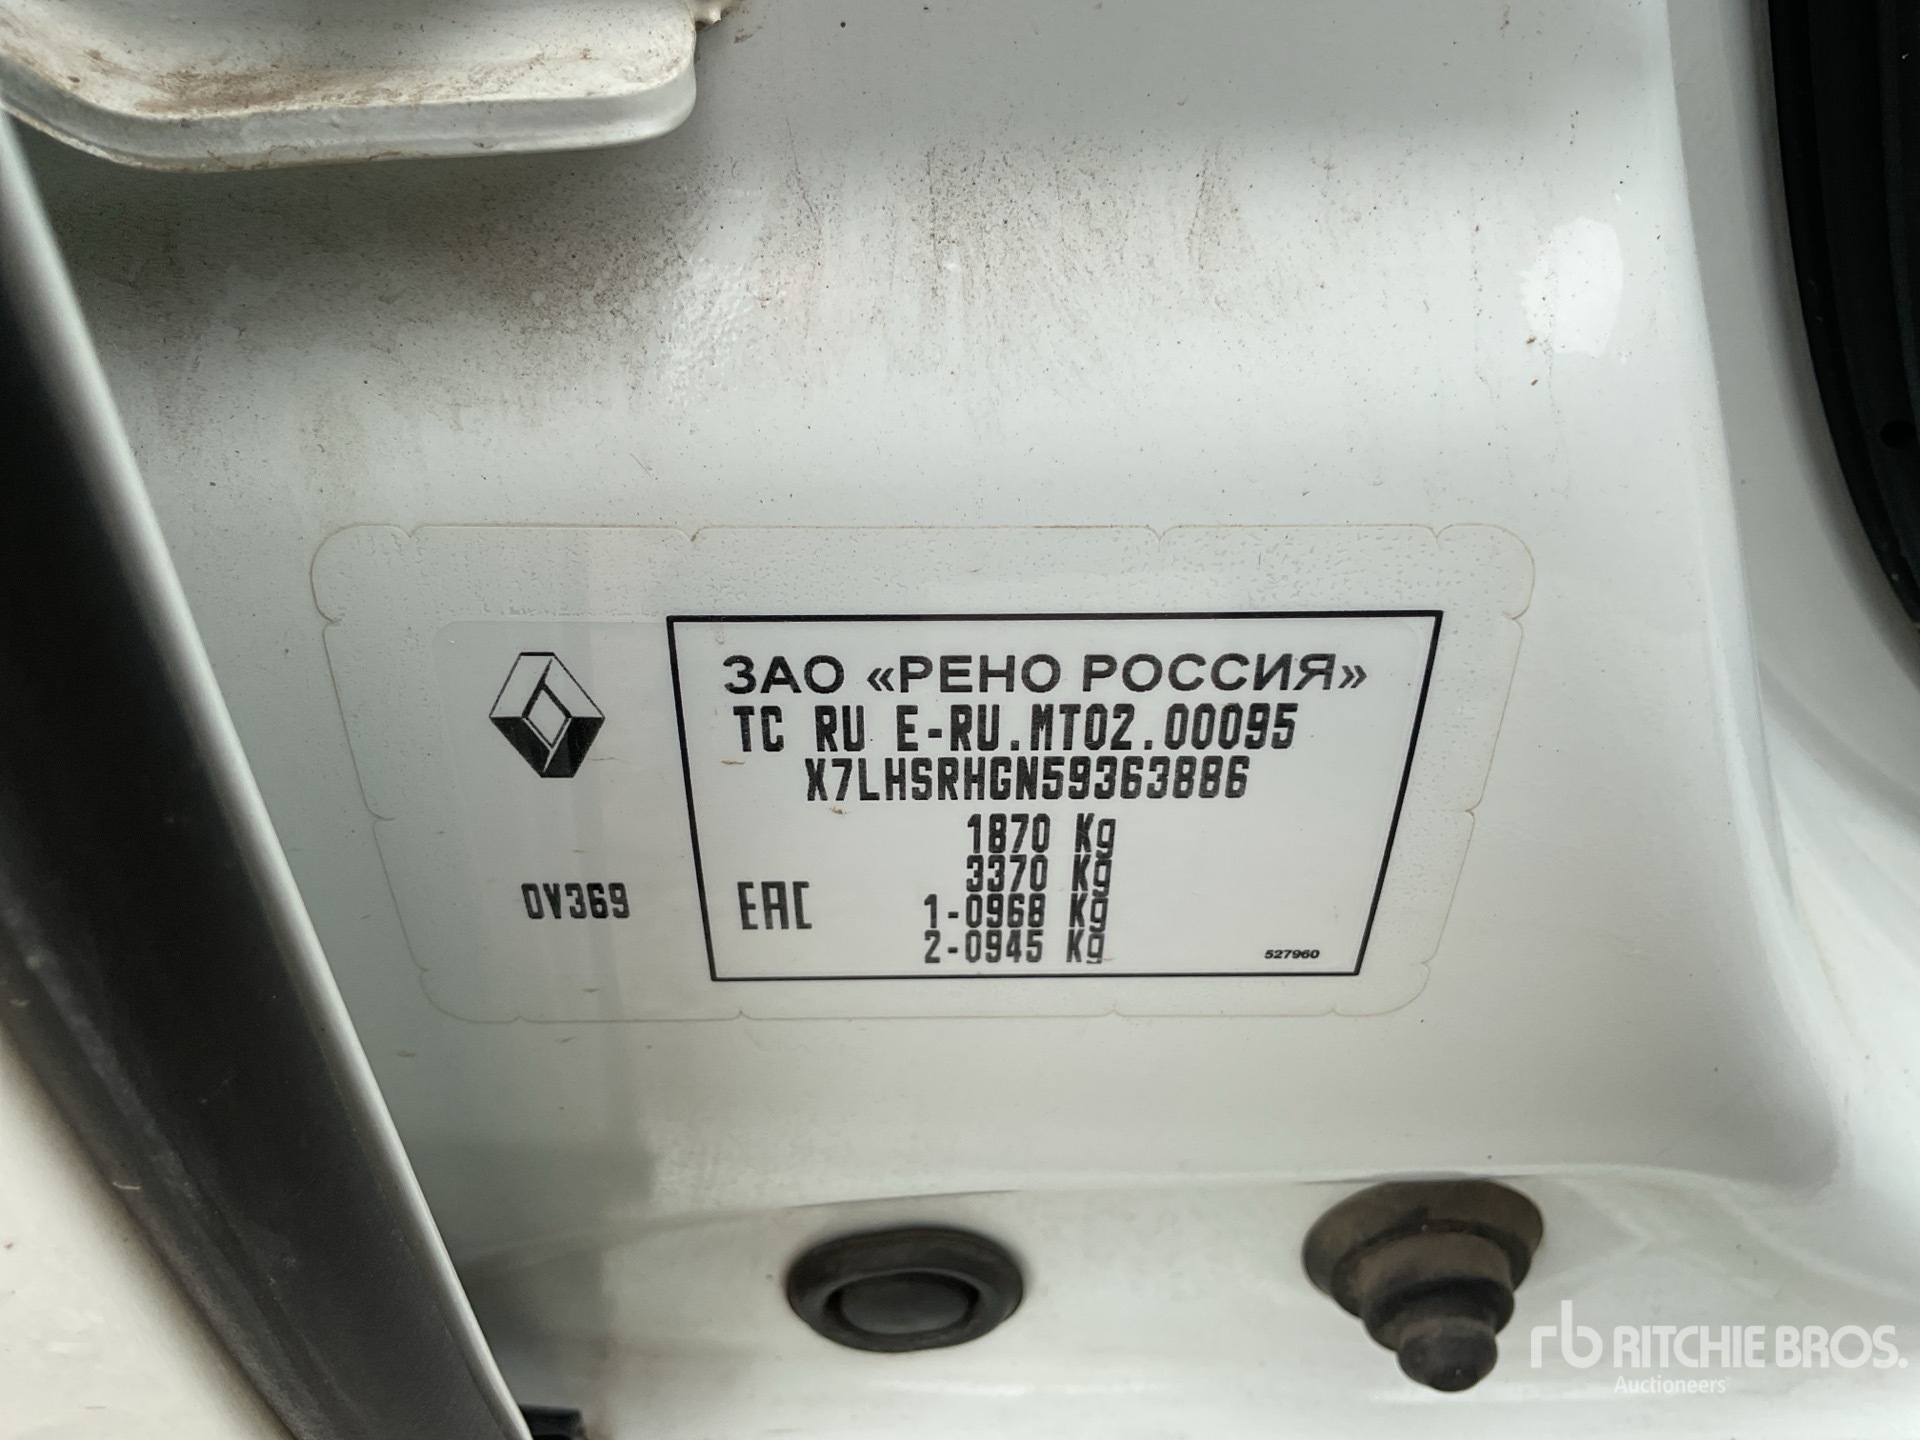 ЗАО «РЕНО РОССИЯ»
TC RU E-RU.MT02.00095
X7LHSRHGN59363886
1870 Kg
3370 Kg
1-0968 Kg
2-0945 Kg
EAC
0V369
527960
rb RITCHIE BROS.
Auctioneers